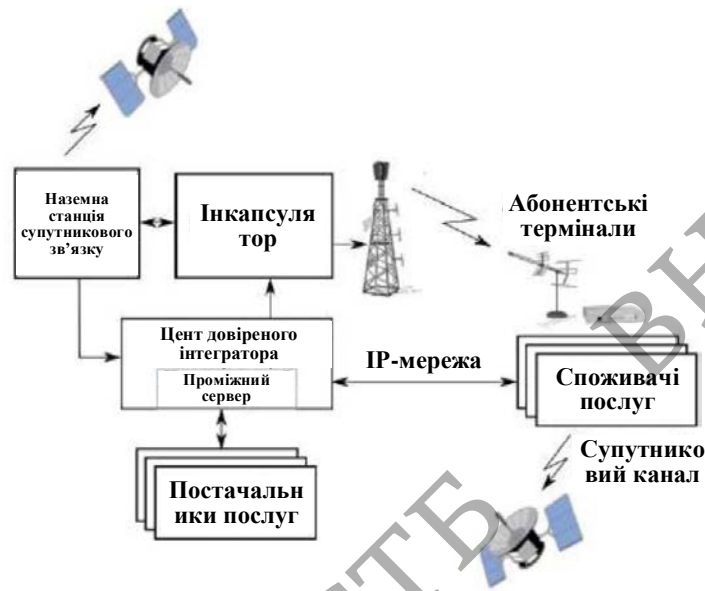 Наземна
станція
супутникового
зв’язку
Інкапсуля
тор
Абонентські
термінали
Цент довіреного
інтегратора
Проміжний
сервер
IP-мережа
Споживачі
послуг
Постачальн
ики послуг
Супутнико
вий канал